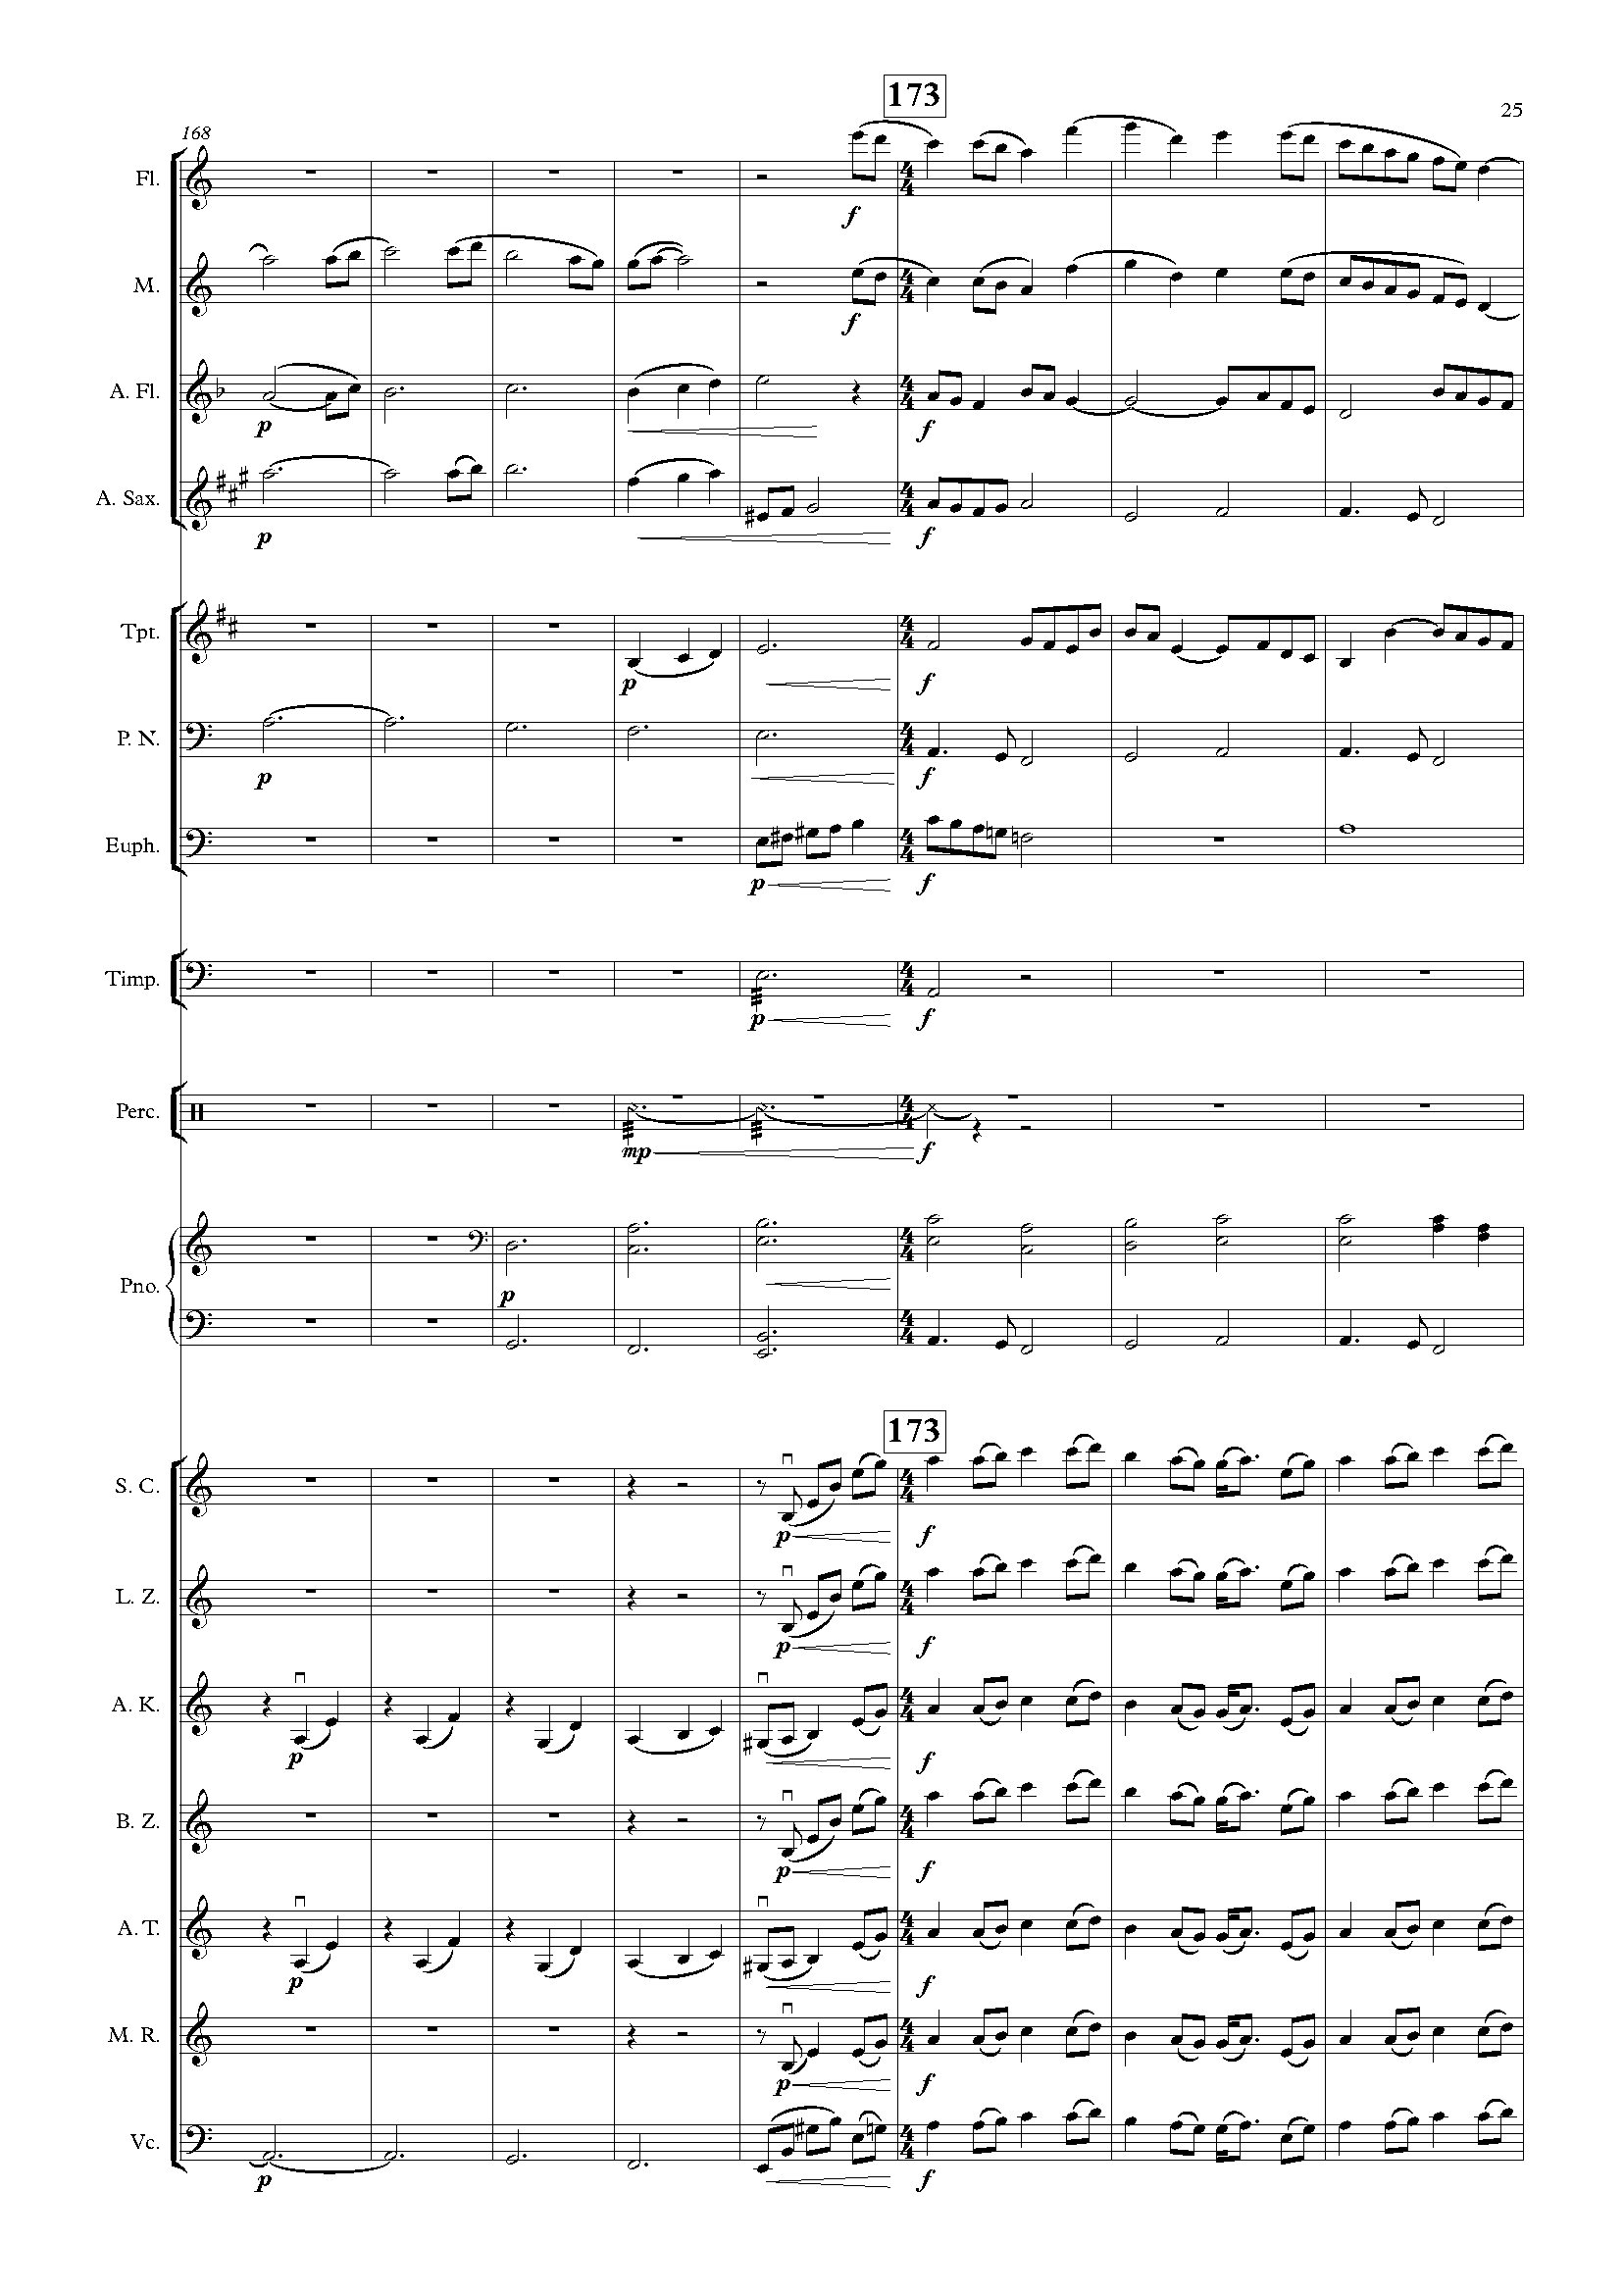 173
25
168
Fl.
f
M.
f
A. Fl.
p f
A. Sax.
p f
Tpt.
p f
P. N.
p f
Euph.
p f
Timp.
p f
Perc.
mp f
Pno.
p
173
S. C.
p f
L. Z.
p f
A. K.
p f
B. Z.
p f
A. T.
p f
M. R.
p f
Vc.
p f